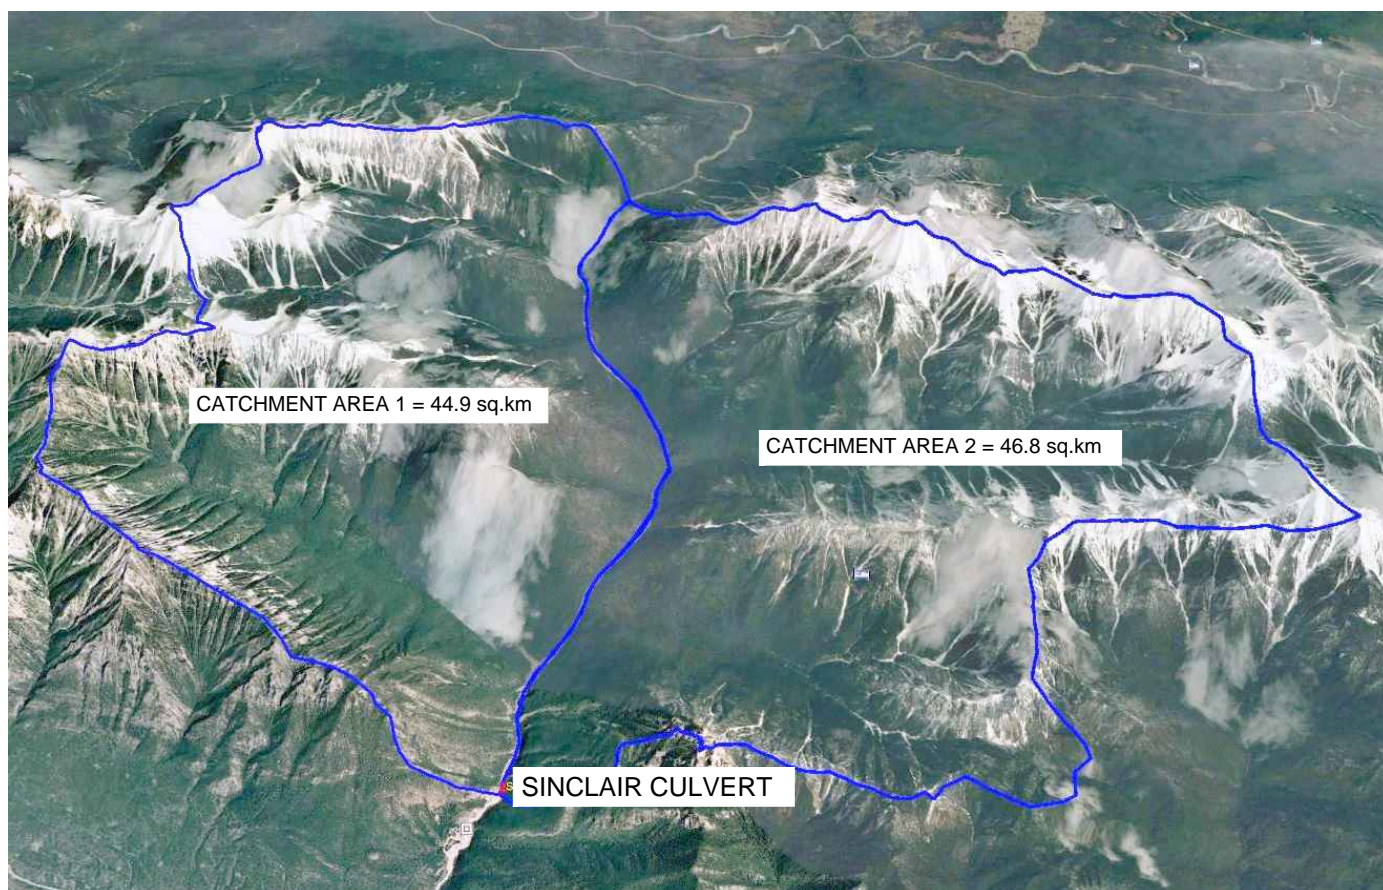 CATCHMENT AREA 1 = 44.9 sq.km
CATCHMENT AREA 2 = 46.8 sq.km
SINCLAIR CULVERT